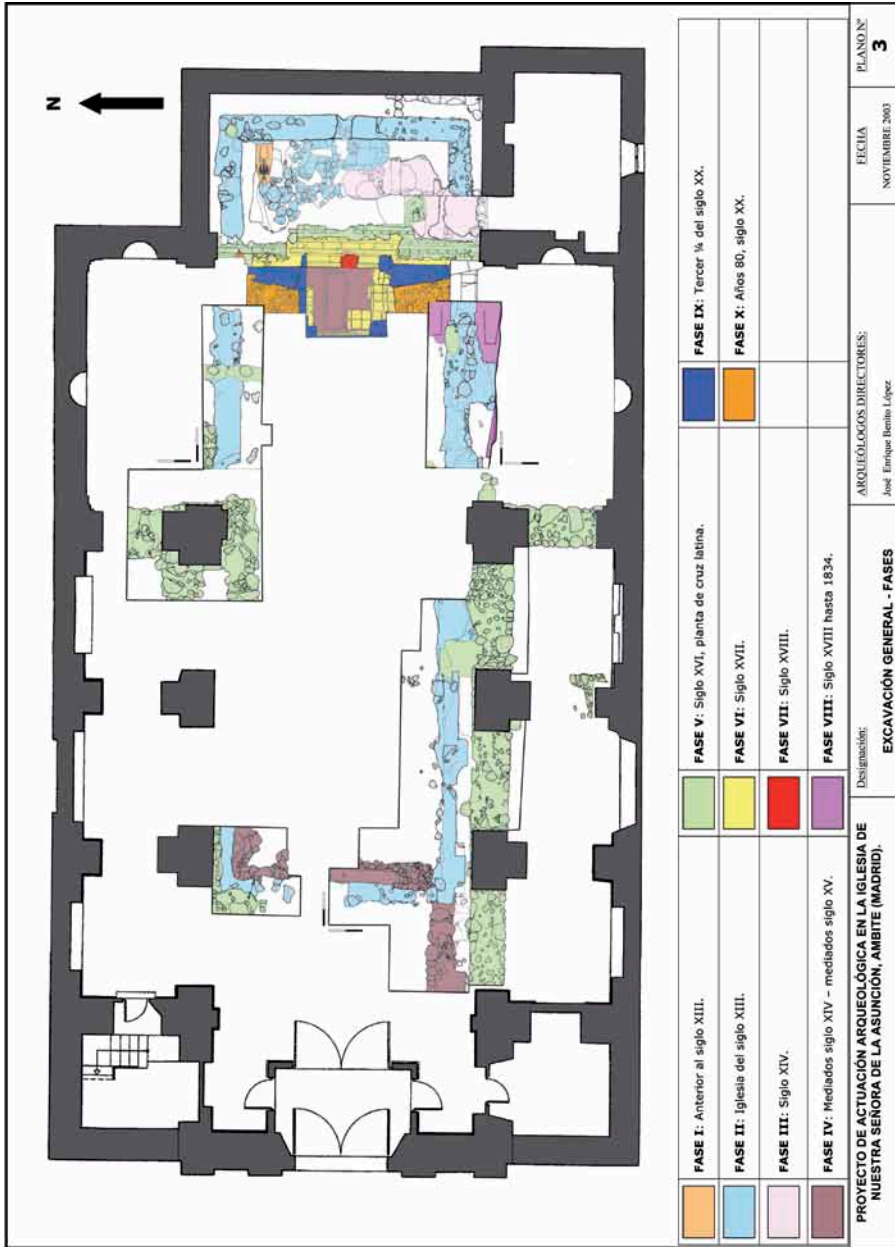 N
FASE I: Anterior al siglo XIII.
FASE II: Iglesia del siglo XIII.
FASE III: Siglo XIV.
FASE IV: Mediados siglo XIV – mediados siglo XV.
FASE V: Siglo XVI, planta de cruz latina.
FASE VI: Siglo XVII.
FASE VII: Siglo XVIII.
FASE VIII: Siglo XVIII hasta 1834.
FASE IX: Tercer ¼ del siglo XX.
FASE X: Años 80, siglo XX.
PROYECTO DE ACTUACIÓN ARQUEOLÓGICA EN LA IGLESIA DE
NUESTRA SEÑORA DE LA ASUNCIÓN, AMBITE (MADRID).
Designación:
EXCAVACIÓN GENERAL - FASES
ARQUEÓLOGOS DIRECTORES:
José Enrique Benito López
FECHA
NOVIEMBRE 2003
PLANO Nº
3